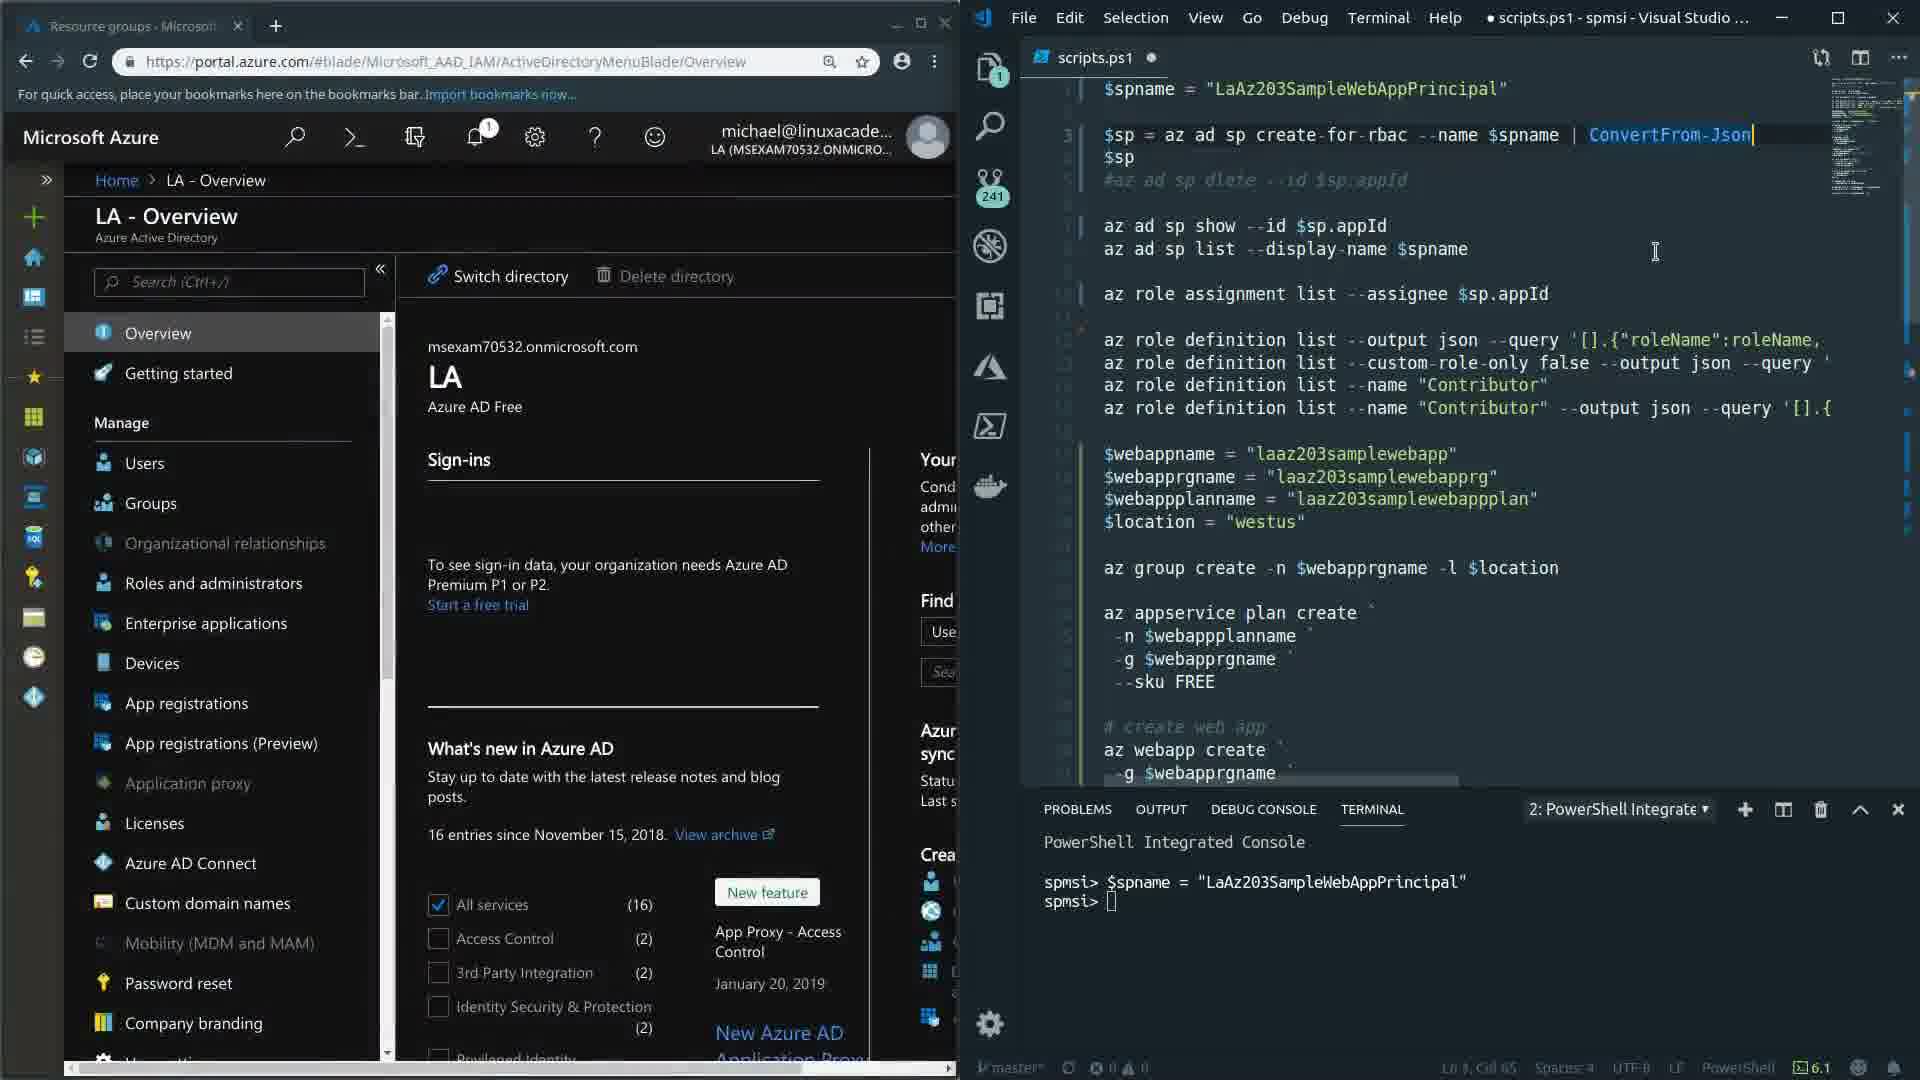 Resource groups - Microsoft
https://portal.azure.com/#blade/Microsoft_AAD_IAM/ActiveDirectoryMenuBlade/Overview
For quick access, place your bookmarks here on the bookmarks bar. Import bookmarks now...
Microsoft Azure
1
michael@linuxacade...
LA (MSEXAM70532.ONMICRO...
Home > LA - Overview
LA - Overview
Azure Active Directory
Search (Ctrl+/)
Overview
Getting started
Manage
Users
Groups
Organizational relationships
Roles and administrators
Enterprise applications
Devices
App registrations
App registrations (Preview)
Application proxy
Licenses
Azure AD Connect
Custom domain names
Mobility (MDM and MAM)
Password reset
Company branding
Switch directory
Delete directory
msexam70532.onmicrosoft.com
LA
Azure AD Free
Sign-ins
To see sign-in data, your organization needs Azure AD
Premium P1 or P2.
Start a free trial
What's new in Azure AD
Stay up to date with the latest release notes and blog
posts.
16 entries since November 15, 2018. View archive
All services (16)
Access Control (2)
3rd Party Integration (2)
Identity Security & Protection
(2)
New feature
App Proxy - Access
Control
January 20, 2019
New Azure AD
Your
Cond
admi
other
More
Find
Use
Sea
Azur
sync
Statu
Last s
Crea
File Edit Selection View Go Debug Terminal Help
● scripts.ps1 - spmsi - Visual Studio ...
scripts.ps1
1
241
$spname = "LaAz203SampleWebAppPrincipal"
$sp = az ad sp create-for-rbac --name $spname | ConvertFrom-Json
$sp
#az ad sp dlete --id $sp.appId
az ad sp show --id $sp.appId
az ad sp list --display-name $spname
az role assignment list --assignee $sp.appId
az role definition list --output json --query '[].{"roleName":roleName,
az role definition list --custom-role-only false --output json --query '
az role definition list --name "Contributor"
az role definition list --name "Contributor" --output json --query '[].{
$webappname = "laaz203samplewebapp"
$webapprgname = "laaz203samplewebapprg"
$webappplanname = "laaz203samplewebappplan"
$location = "westus"
az group create -n $webapprgname -l $location
az appservice plan create `
-n $webappplanname `
-g $webapprgname `
--sku FREE
# create web app
az webapp create `
-g $webapprgname `
PROBLEMS OUTPUT DEBUG CONSOLE TERMINAL
2: PowerShell Integrate
PowerShell Integrated Console
spmsi> $spname = "LaAz203SampleWebAppPrincipal"
spmsi>
master* 0 0
Ln 3, Col 65 Spaces: 4 UTF-8 LF PowerShell 6.1